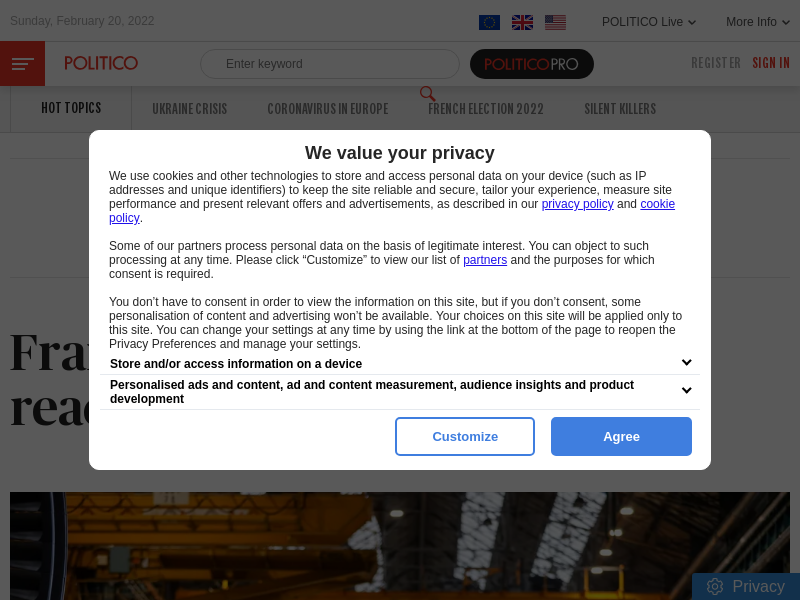 Sunday, February 20, 2022
POLITICO Live
More Info
POLITICO
Enter keyword
POLITICOPRO
REGISTER
SIGN IN
HOT TOPICS
UKRAINE CRISIS
CORONAVIRUS IN EUROPE
FRENCH ELECTION 2022
SILENT KILLERS
We value your privacy
We use cookies and other technologies to store and access personal data on your device (such as IP
addresses and unique identifiers) to keep the site reliable and secure, tailor your experience, measure site
performance and present relevant offers and advertisements, as described in our privacy policy and cookie
policy.
Some of our partners process personal data on the basis of legitimate interest. You can object to such
processing at any time. Please click “Customize” to view our list of partners and the purposes for which
consent is required.
You don’t have to consent in order to view the information on this site, but if you don’t consent, some
personalisation of content and advertising won’t be available. Your choices on this site will be applied only to
this site. You can change your settings at any time by using the link at the bottom of the page to reopen the
Privacy Preferences and manage your settings.
Store and/or access information on a device
Personalised ads and content, ad and content measurement, audience insights and product
development
Customize
Agree
Privacy